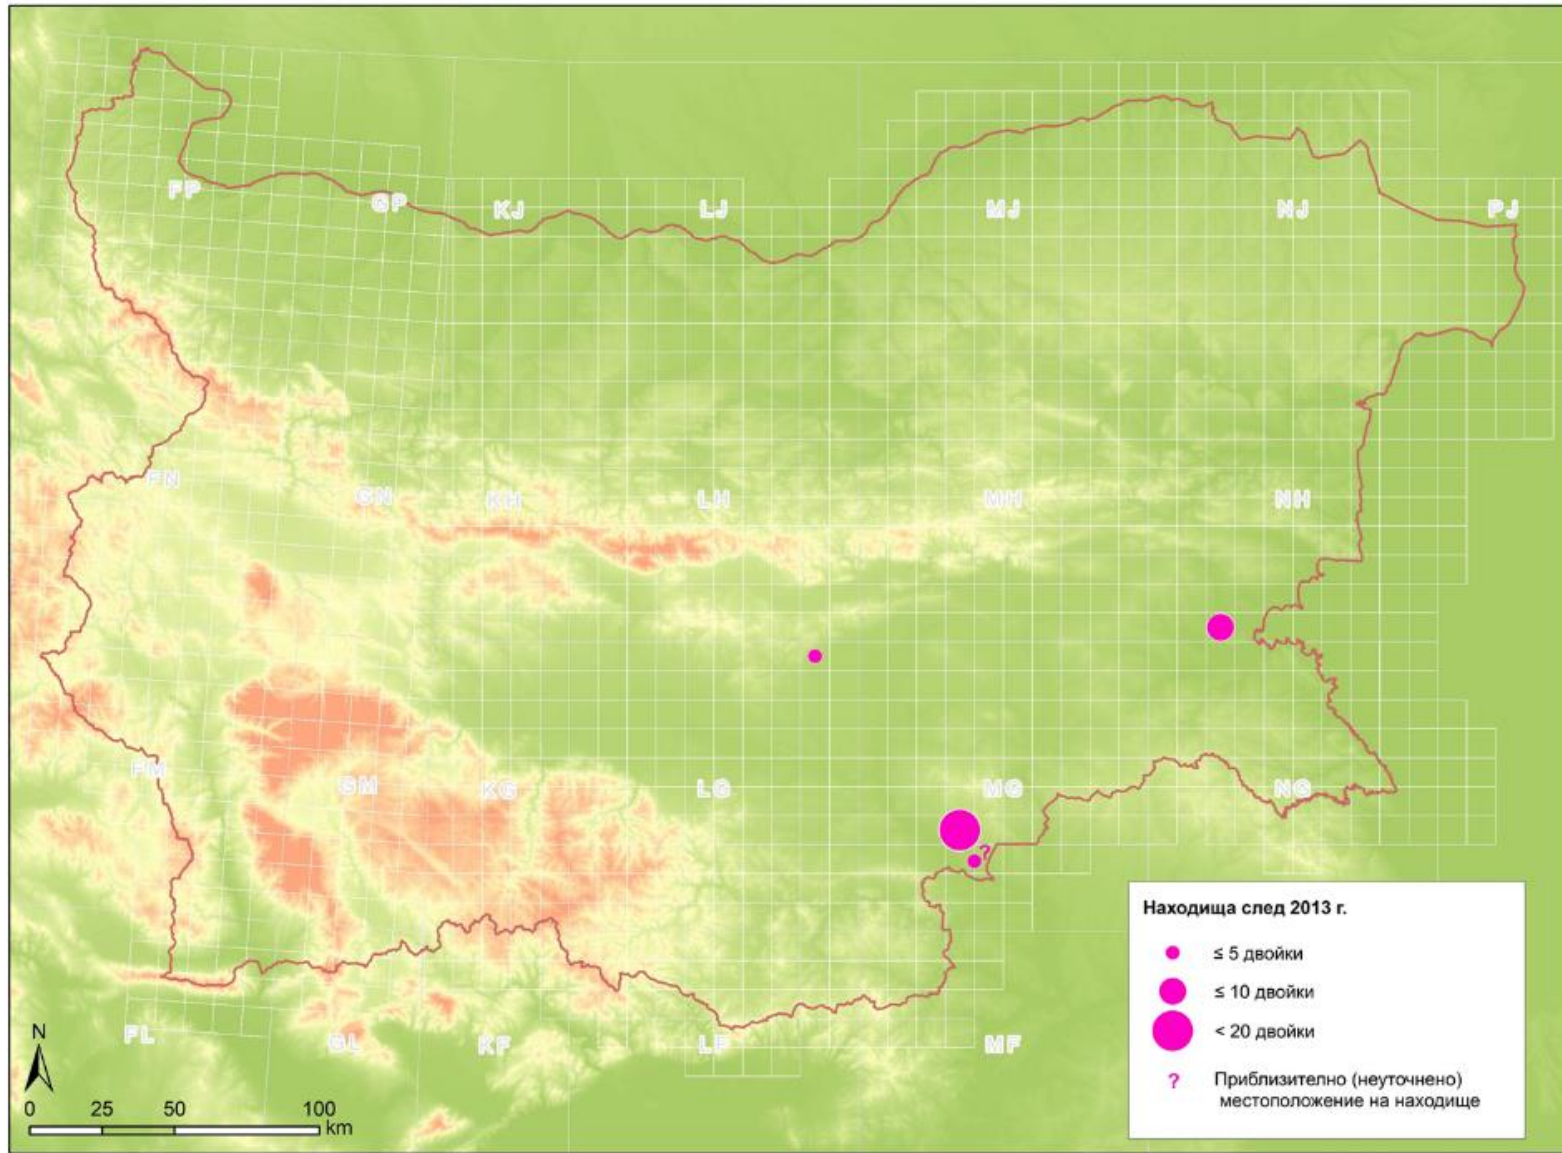 FP
GP
KJ
LJ
MJ
NJ
PJ
FN
GN
KH
LH
MH
NH
FM
GM
KG
LG
MG
NG
?
FL
GL
KF
LF
MF
N
0 25 50 100
km
Находища след 2013 г.
≤ 5 двойки
≤ 10 двойки
< 20 двойки
? Приблизително (неуточнено)
местоположение на находище